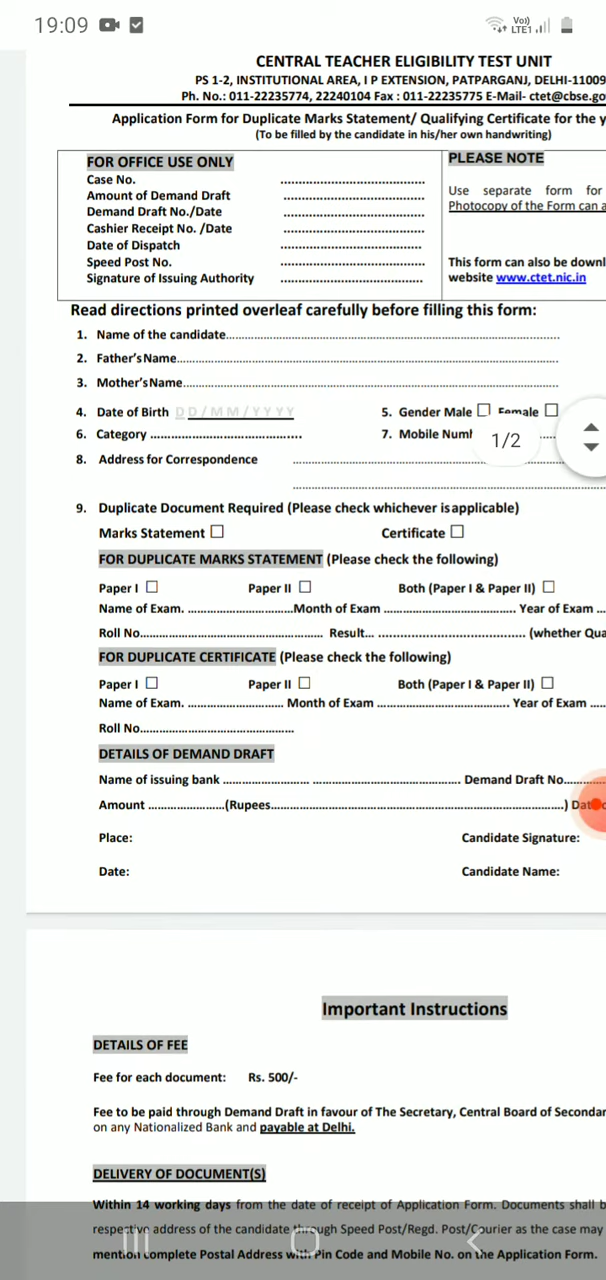 19:09
Vo))
LTE1
CENTRAL TEACHER ELIGIBILITY TEST UNIT
PS 1-2, INSTITUTIONAL AREA, I P EXTENSION, PATPARGANJ, DELHI-11009
Ph. No.: 011-22235774, 22240104 Fax : 011-22235775 E-Mail- ctet@cbse.go
Application Form for Duplicate Marks Statement/ Qualifying Certificate for the y
(To be filled by the candidate in his/her own handwriting)
FOR OFFICE USE ONLY
Case No. ..........................................
Amount of Demand Draft ..........................................
Demand Draft No./Date ..........................................
Cashier Receipt No. /Date ..........................................
Date of Dispatch ..........................................
Speed Post No. ..........................................
Signature of Issuing Authority ..........................................
PLEASE NOTE
Use separate form for
Photocopy of the Form can a
This form can also be downl
website www.ctet.nic.in
Read directions printed overleaf carefully before filling this form:
1. Name of the candidate..........................................
2. Father's Name..........................................
3. Mother's Name..........................................
4. Date of Birth DD/MM/YYYY 5. Gender Male ☐ Female ☐
6. Category .......................................... 7. Mobile Num
1/2
8. Address for Correspondence ..........................................
..........................................
9. Duplicate Document Required (Please check whichever is applicable)
Marks Statement ☐ Certificate ☐
FOR DUPLICATE MARKS STATEMENT (Please check the following)
Paper I ☐ Paper II ☐ Both (Paper I & Paper II) ☐
Name of Exam. ..............................Month of Exam .................................... Year of Exam ...
Roll No.................................................... Result... .......................................... (whether Qua
FOR DUPLICATE CERTIFICATE (Please check the following)
Paper I ☐ Paper II ☐ Both (Paper I & Paper II) ☐
Name of Exam. .............................. Month of Exam .................................... Year of Exam .....
Roll No..........................................
DETAILS OF DEMAND DRAFT
Name of issuing bank .......................... .......................................... Demand Draft No..........
Amount ......................(Rupees....................................................................................) Dat
Place: Candidate Signature:
Date: Candidate Name:
Important Instructions
DETAILS OF FEE
Fee for each document: Rs. 500/-
Fee to be paid through Demand Draft in favour of The Secretary, Central Board of Secondar
on any Nationalized Bank and payable at Delhi.
DELIVERY OF DOCUMENT(S)
Within 14 working days from the date of receipt of Application Form. Documents shall b
respective address of the candidate through Speed Post/Regd. Post/Courier as the case may
mention complete Postal Address with Pin Code and Mobile No. on the Application Form.